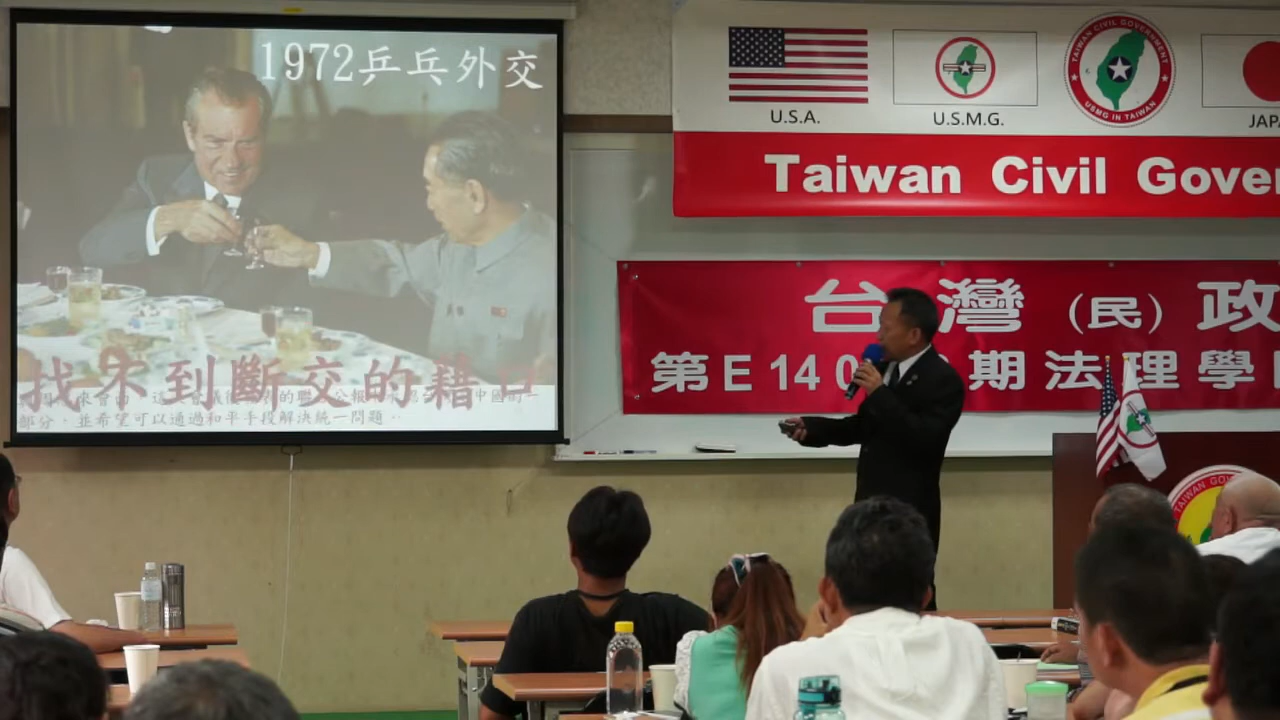 1972乒乓外交
找不到斷交的藉口
部分，並希望可以通過和平手段解決統一問題
U.S.A.
U.S.M.G.
TAIWAN CIVIL GOVERNMENT
USMG IN TAIWAN
JAPA
Taiwan Civil Gover
台灣（民）政
第E140 期法理學
TAIWAN GOV